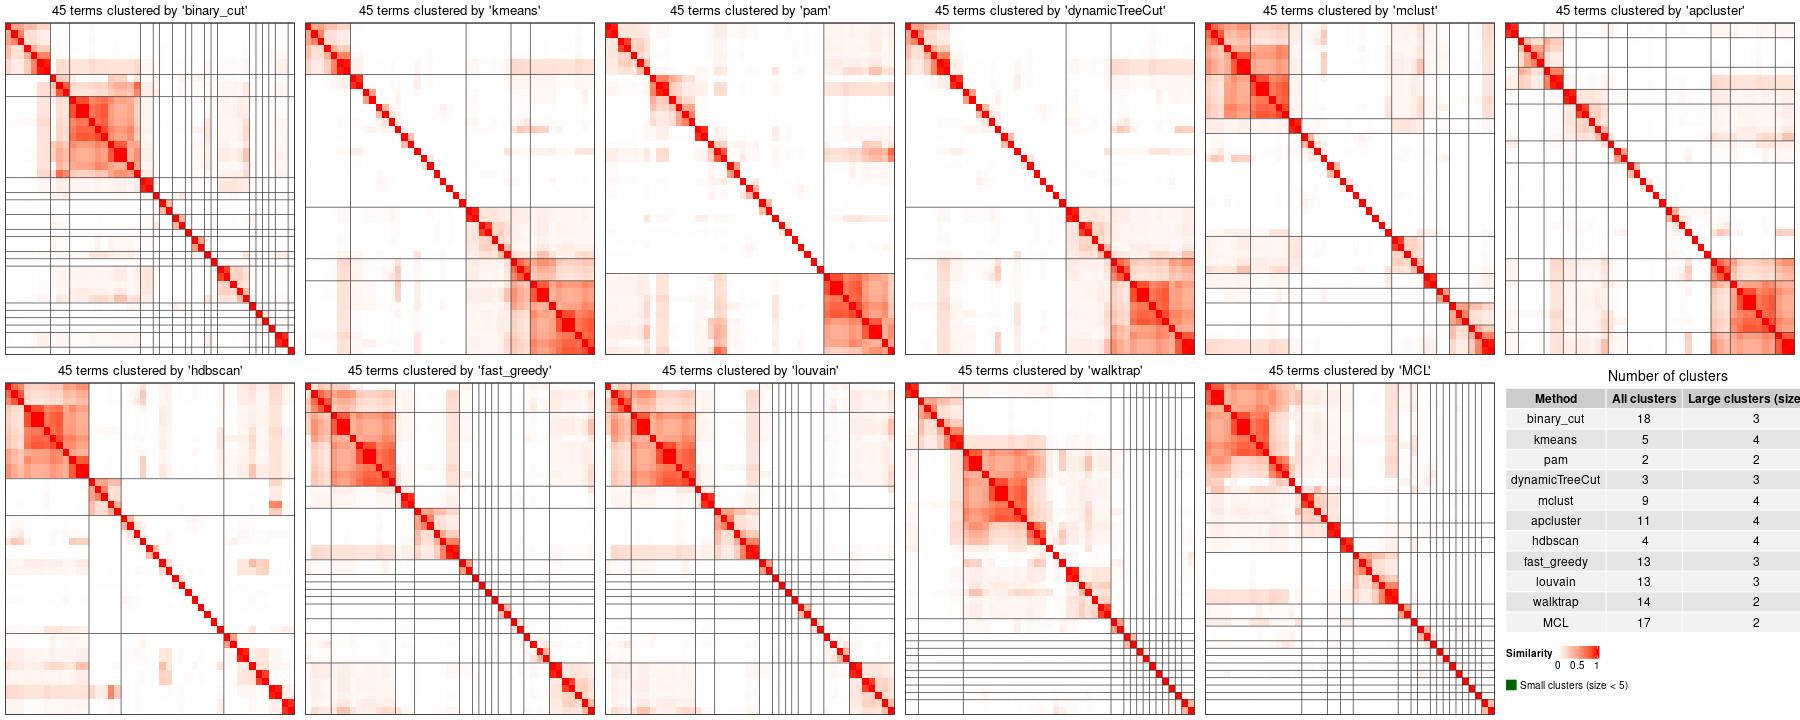 45 terms clustered by 'binary_cut'
45 terms clustered by 'kmeans'
45 terms clustered by 'pam'
45 terms clustered by 'dynamicTreeCut'
45 terms clustered by 'mclust'
45 terms clustered by 'apcluster'
45 terms clustered by 'hdbscan'
45 terms clustered by 'fast_greedy'
45 terms clustered by 'louvain'
45 terms clustered by 'walktrap'
45 terms clustered by 'MCL'
Number of clusters
Method All clusters Large clusters (size
binary_cut 18 3
kmeans 5 4
pam 2 2
dynamicTreeCut 3 3
mclust 9 4
apcluster 11 4
hdbscan 4 4
fast_greedy 13 3
louvain 13 3
walktrap 14 2
MCL 17 2
Similarity
0 0.5 1
Small clusters (size < 5)